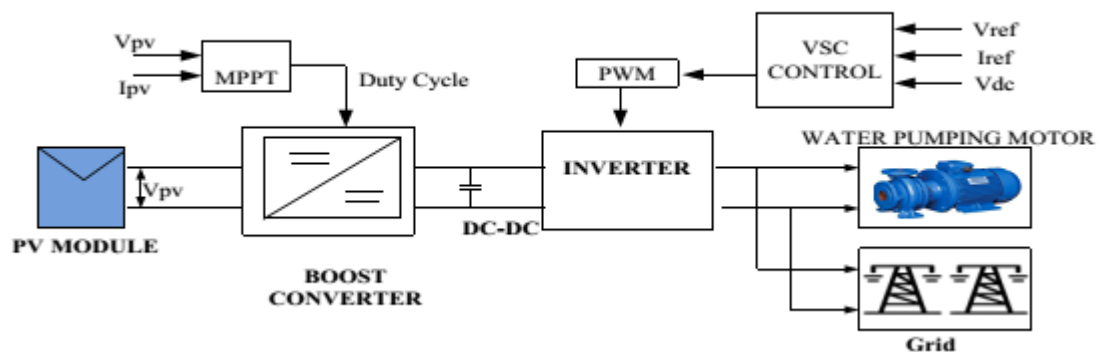 Vpv
Ipv
MPPT
Duty Cycle
PWM
VSC
CONTROL
Vref
Iref
Vdc
WATER PUMPING MOTOR
Vpv
INVERTER
PV MODULE
DC-DC
BOOST
CONVERTER
Grid